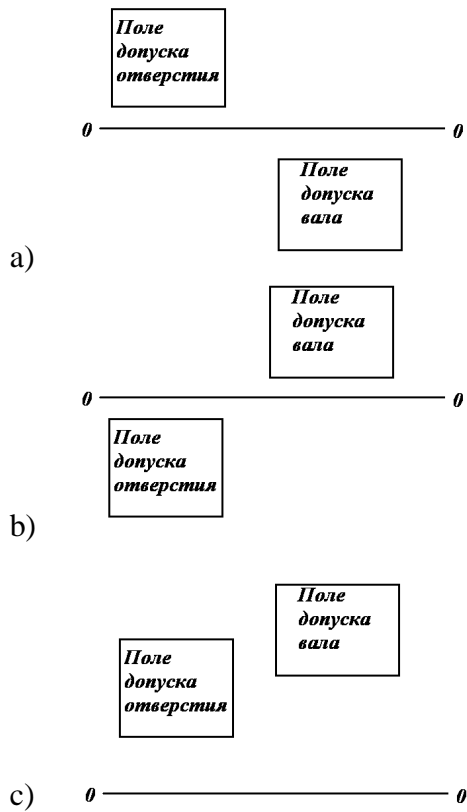 Поле
допуска
отверстия
0 0
Поле
допуска
вала
a)
Поле
допуска
вала
0 0
Поле
допуска
отверстия
b)
Поле
допуска
вала
Поле
допуска
отверстия
c) 0 0